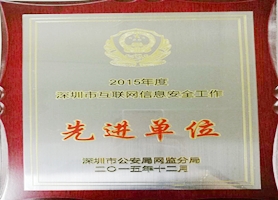 2015年度
深圳市互联网信息安全工作
先进单位
深圳市公安局网监分局
二〇一五年十二月